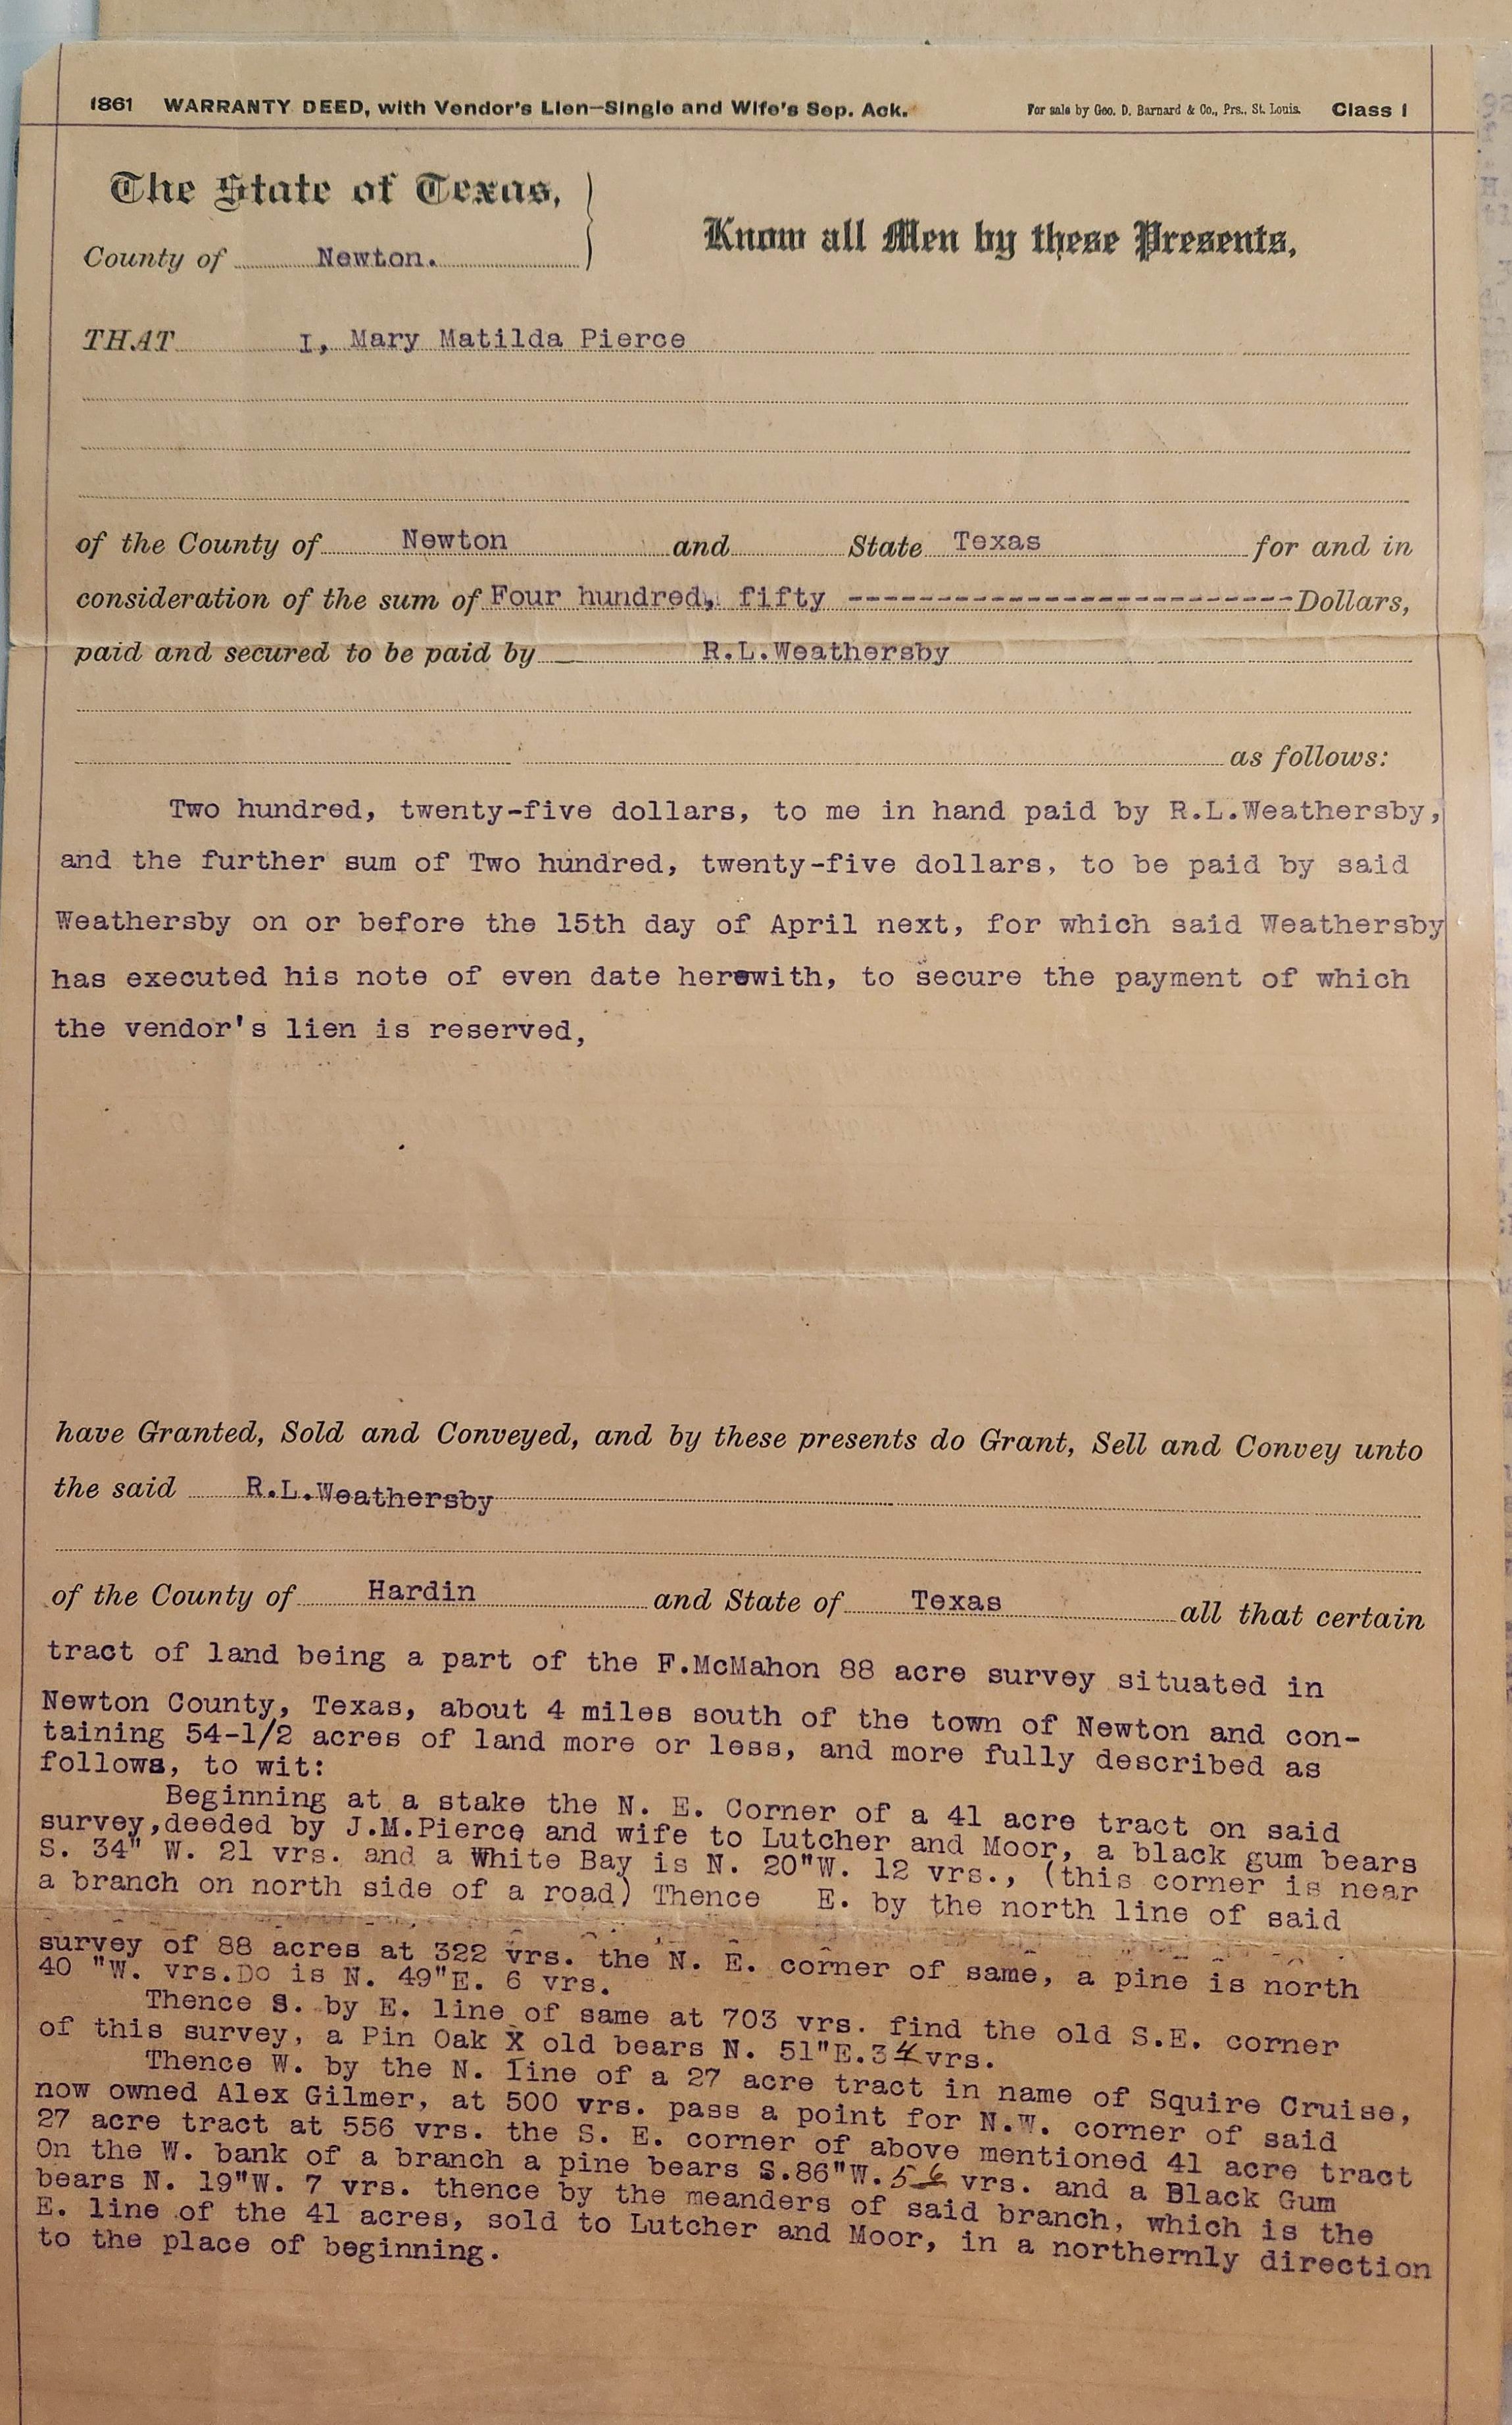 1861 WARRANTY DEED, with Vendor's Lien—Single and Wife's Sep. Ack. For sale by Geo. D. Barnard & Co., Prs., St. Louis. Class 1
The State of Texas,
Know all Men by these Presents,
County of Newton.
THAT I, Mary Matilda Pierce
of the County of Newton and State Texas for and in
consideration of the sum of Four hundred, fifty ------------------------- Dollars,
paid and secured to be paid by R.L.Weathersby
as follows:
Two hundred, twenty-five dollars, to me in hand paid by R.L.Weathersby,
and the further sum of Two hundred, twenty-five dollars, to be paid by said
Weathersby on or before the 15th day of April next, for which said Weathersby
has executed his note of even date herewith, to secure the payment of which
the vendor's lien is reserved,
have Granted, Sold and Conveyed, and by these presents do Grant, Sell and Convey unto
the said R.L.Weathersby
of the County of Hardin and State of Texas all that certain
tract of land being a part of the F.McMahon 88 acre survey situated in
Newton County, Texas, about 4 miles south of the town of Newton and con-
taining 54-1/2 acres of land more or less, and more fully described as
follows, to wit:
Beginning at a stake the N. E. Corner of a 41 acre tract on said
survey,deeded by J.M.Pierce and wife to Lutcher and Moor, a black gum bears
S. 34" W. 21 vrs. and a White Bay is N. 20"W. 12 vrs., (this corner is near
a branch on north side of a road) Thence E. by the north line of said
survey of 88 acres at 322 vrs. the N. E. corner of same, a pine is north
40 "W. vrs.Do is N. 49"E. 6 vrs.
Thence S. by E. line of same at 703 vrs. find the old S.E. corner
of this survey, a Pin Oak X old bears N. 51"E.34 vrs.
Thence W. by the N. line of a 27 acre tract in name of Squire Cruise,
now owned Alex Gilmer, at 500 vrs. pass a point for N.W. corner of said
27 acre tract at 556 vrs. the S. E. corner of above mentioned 41 acre tract
On the W. bank of a branch a pine bears S.86"W. vrs. and a Black Gum
bears N. 19"W. 7 vrs. thence by the meanders of said branch, which is the
E. line of the 41 acres, sold to Lutcher and Moor, in a northernly direction
to the place of beginning.